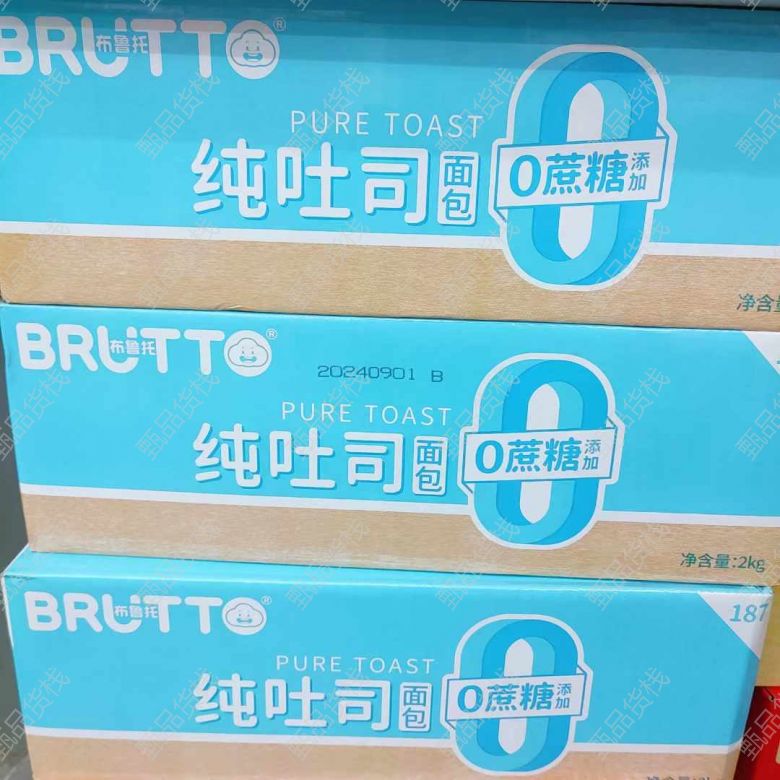 BRUTTO
布鲁托
®
PURE TOAST
纯吐司面包
0蔗糖添加
净含量
BRUTTO
布鲁托
®
20240901 B
PURE TOAST
纯吐司面包
0蔗糖添加
净含量:2kg
BRUTTO
布鲁托
®
187
PURE TOAST
纯吐司面包
0蔗糖添加
甄品货栈